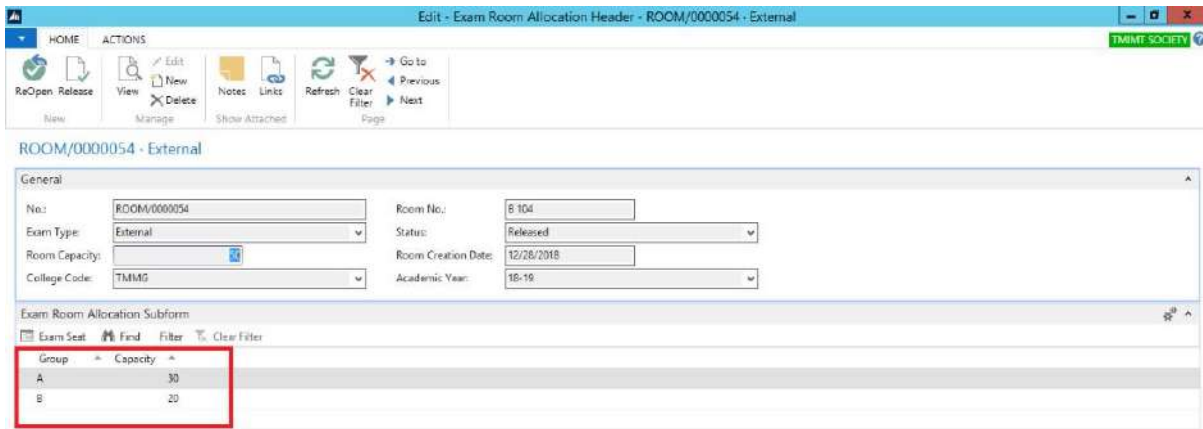 Edit - Exam Room Allocation Header - ROOM/0000054 - External
HOME ACTIONS
TMIMT SOCIETY
ReOpen Release View Edit New Delete Notes Links Refresh Clear Filter Go to Previous Next
New Manage Show Attached Page
ROOM/0000054 - External
General
No.: ROOM/0000054 Room No.: B 104
Exam Type: External Status: Released
Room Capacity: Room Creation Date: 12/28/2018
College Code: TMMG Academic Year: 18-19
Exam Room Allocation Subform
Exam Seat Find Filter Clear Filter
Group Capacity
A 30
B 20